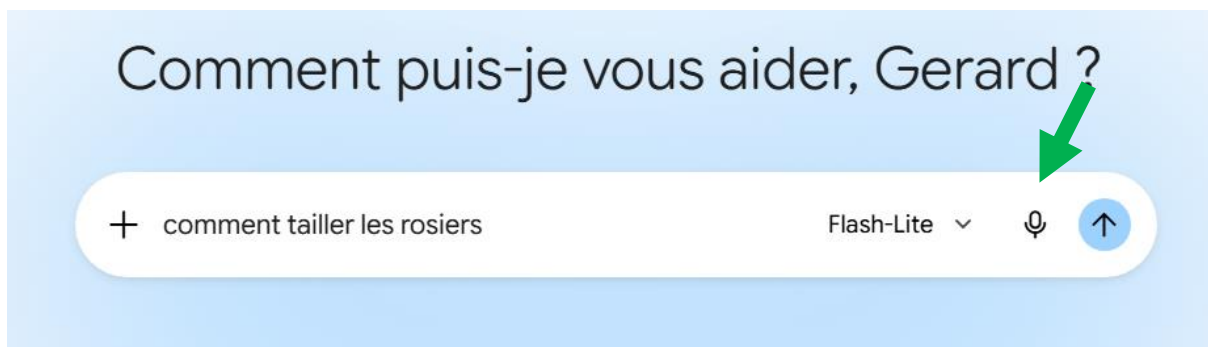 Comment puis-je vous aider, Gerard ?
comment tailler les rosiers Flash-Lite